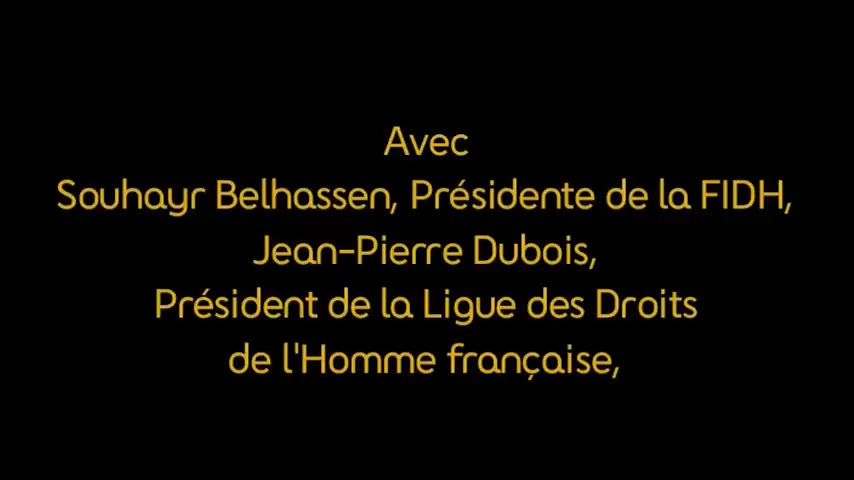 Avec
Souhayr Belhassen, Présidente de la FIDH,
Jean-Pierre Dubois,
Président de la Ligue des Droits
de l'Homme française,